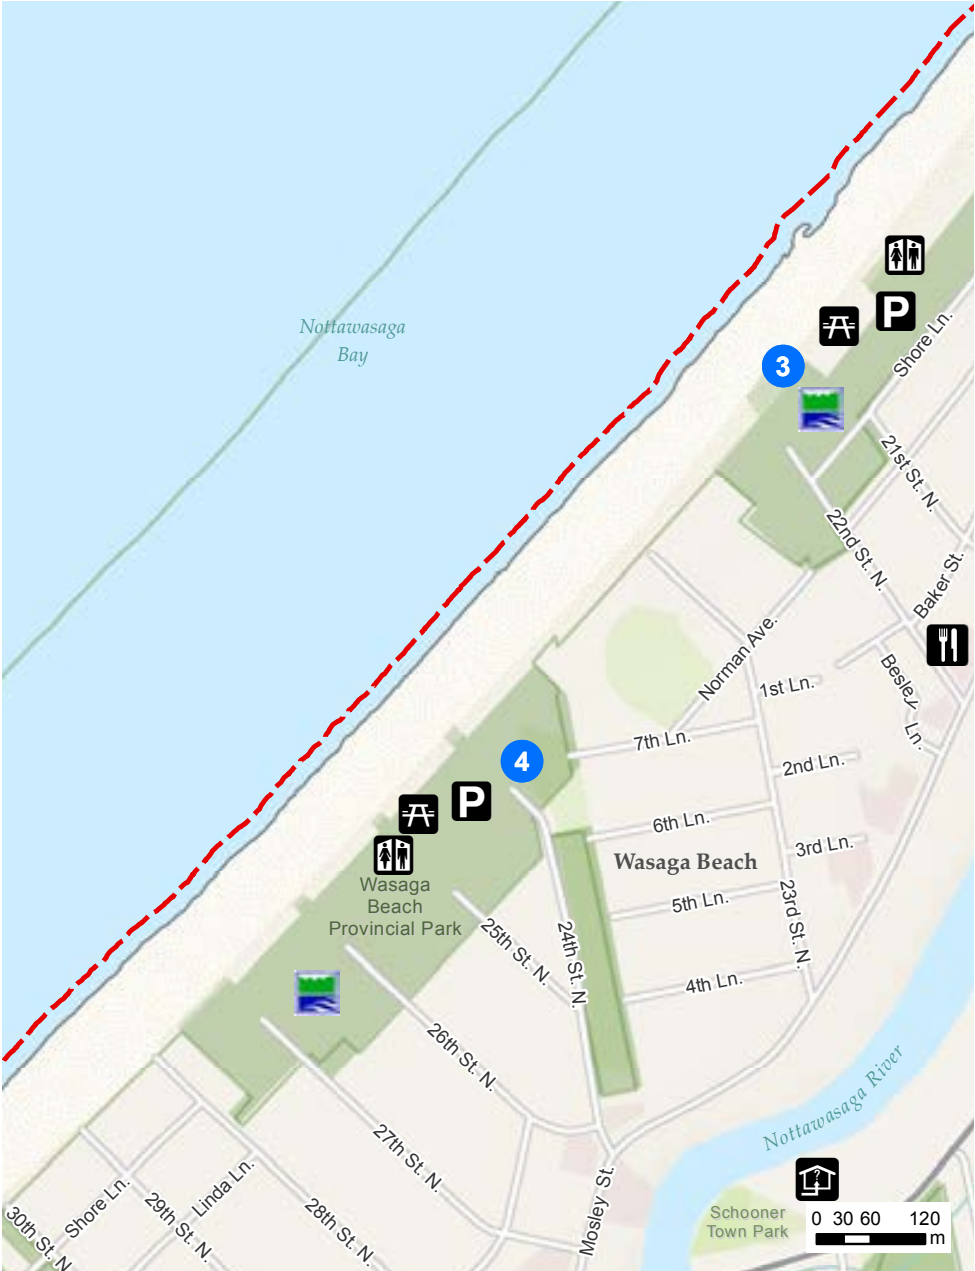 Nottawasaga
Bay
P
Shore Ln.
3
21st St. N.
22nd St. N.
Baker St.
Norman Ave.
1st Ln.
Besley Ln.
7th Ln.
4
2nd Ln.
P
6th Ln.
3rd Ln.
Wasaga Beach
Wasaga
Beach
Provincial Park
5th Ln.
23rd St. N.
25th St. N.
24th St. N.
4th Ln.
26th St. N.
Nottawasaga River
27th St. N.
Mosley St.
?
Shore Ln.
Linda Ln.
30th St. N.
29th St. N.
28th St. N.
Schooner
Town Park
0 30 60 120
m